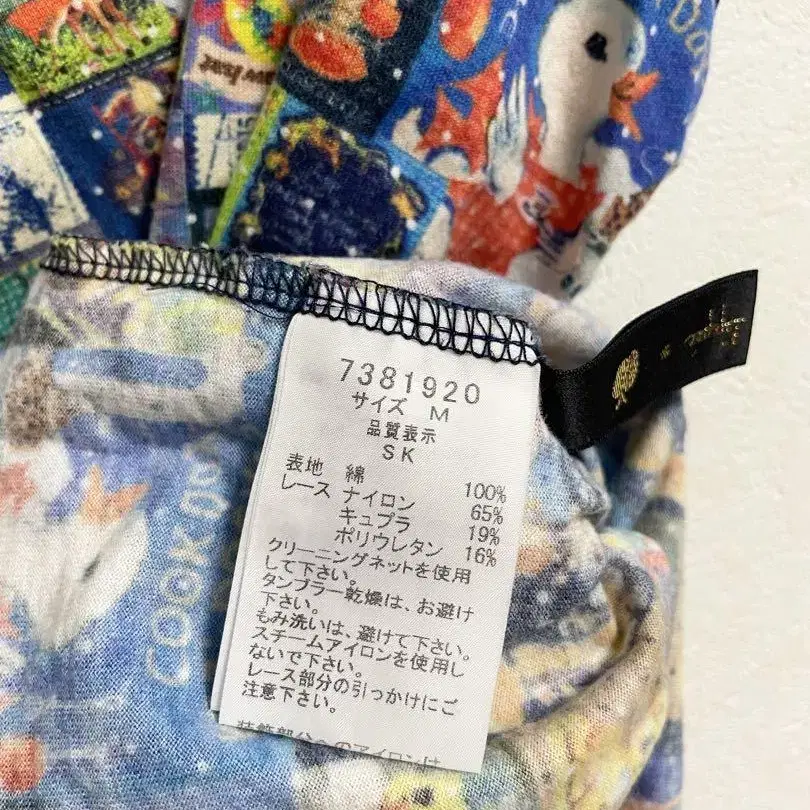 7381920
サイズ M
品質表示
SK
表地 綿 100%
レース ナイロン 65%
キュプラ 19%
ポリウレタン 16%
クリーニングネットを使用
して下さい。
タンブラー乾燥は、お避け
下さい。
もみ洗いは、避けて下さい。
スチームアイロンを使用し
ないで下さい。
レース部分の引っかけにご
注意下さい。
COOK